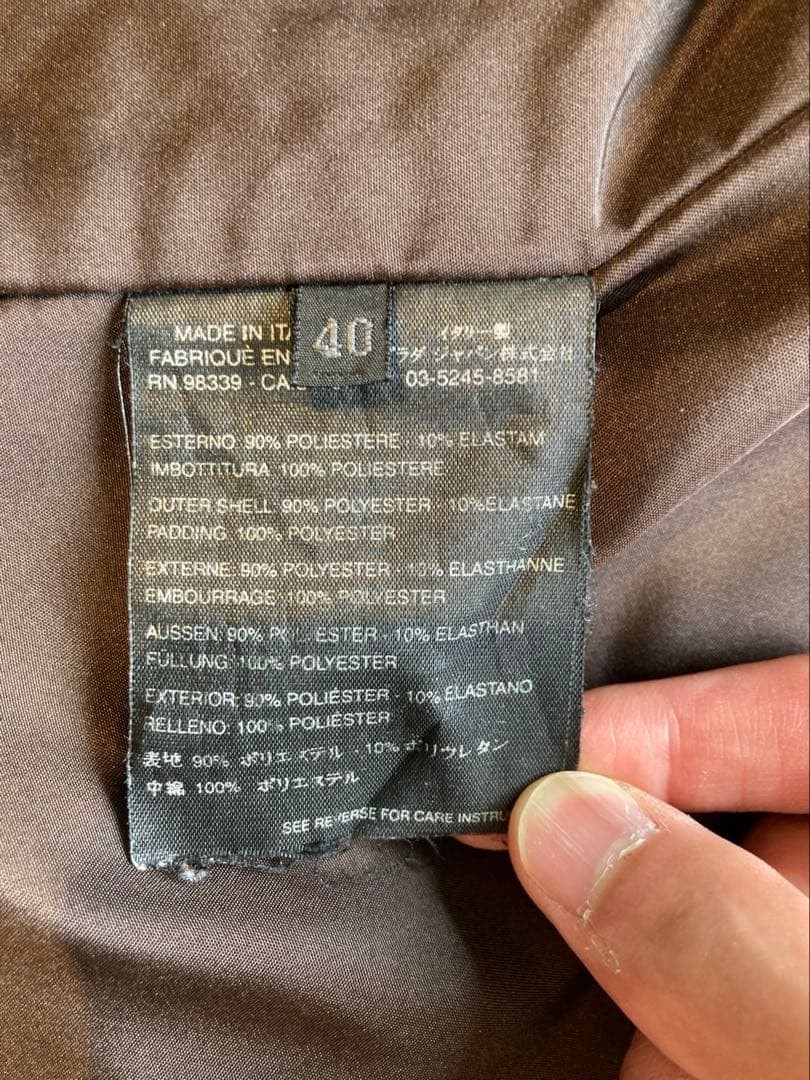 40
MADE IN ITA イタリー製
FABRIQUÈ EN ラダ ジャパン株式会社
RN 98339 - CA 03-5245-8581
ESTERNO 90% POLIESTERE - 10% ELASTAM
IMBOTTITURA 100% POLIESTERE
OUTER SHELL 90% POLYESTER - 10% ELASTANE
PADDING 100% POLYESTER
EXTERNE: 90% POLYESTER - 10% ELASTHANNE
EMBOURRAGE: 100% POLYESTER
AUSSEN: 90% POLYESTER - 10% ELASTHAN
FÜLLUNG: 100% POLYESTER
EXTERIOR: 90% POLIÉSTER - 10% ELASTANO
RELLENO: 100% POLIÉSTER
表地 90% ポリエステル - 10% ポリウレタン
中綿 100% ポリエステル
SEE REVERSE FOR CARE INSTRU